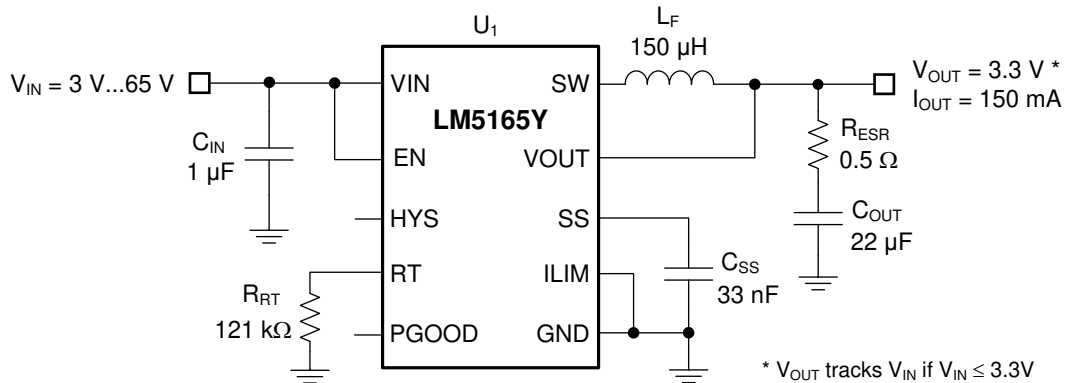 U1
LF
150 µH
VIN = 3 V...65 V
VIN
SW
VOUT = 3.3 V *
IOUT = 150 mA
LM5165Y
CIN
1 µF
EN
VOUT
RESR
0.5 Ω
HYS
SS
COUT
22 µF
RT
ILIM
CSS
33 nF
RRT
121 kΩ
PGOOD
GND
* VOUT tracks VIN if VIN ≤ 3.3V